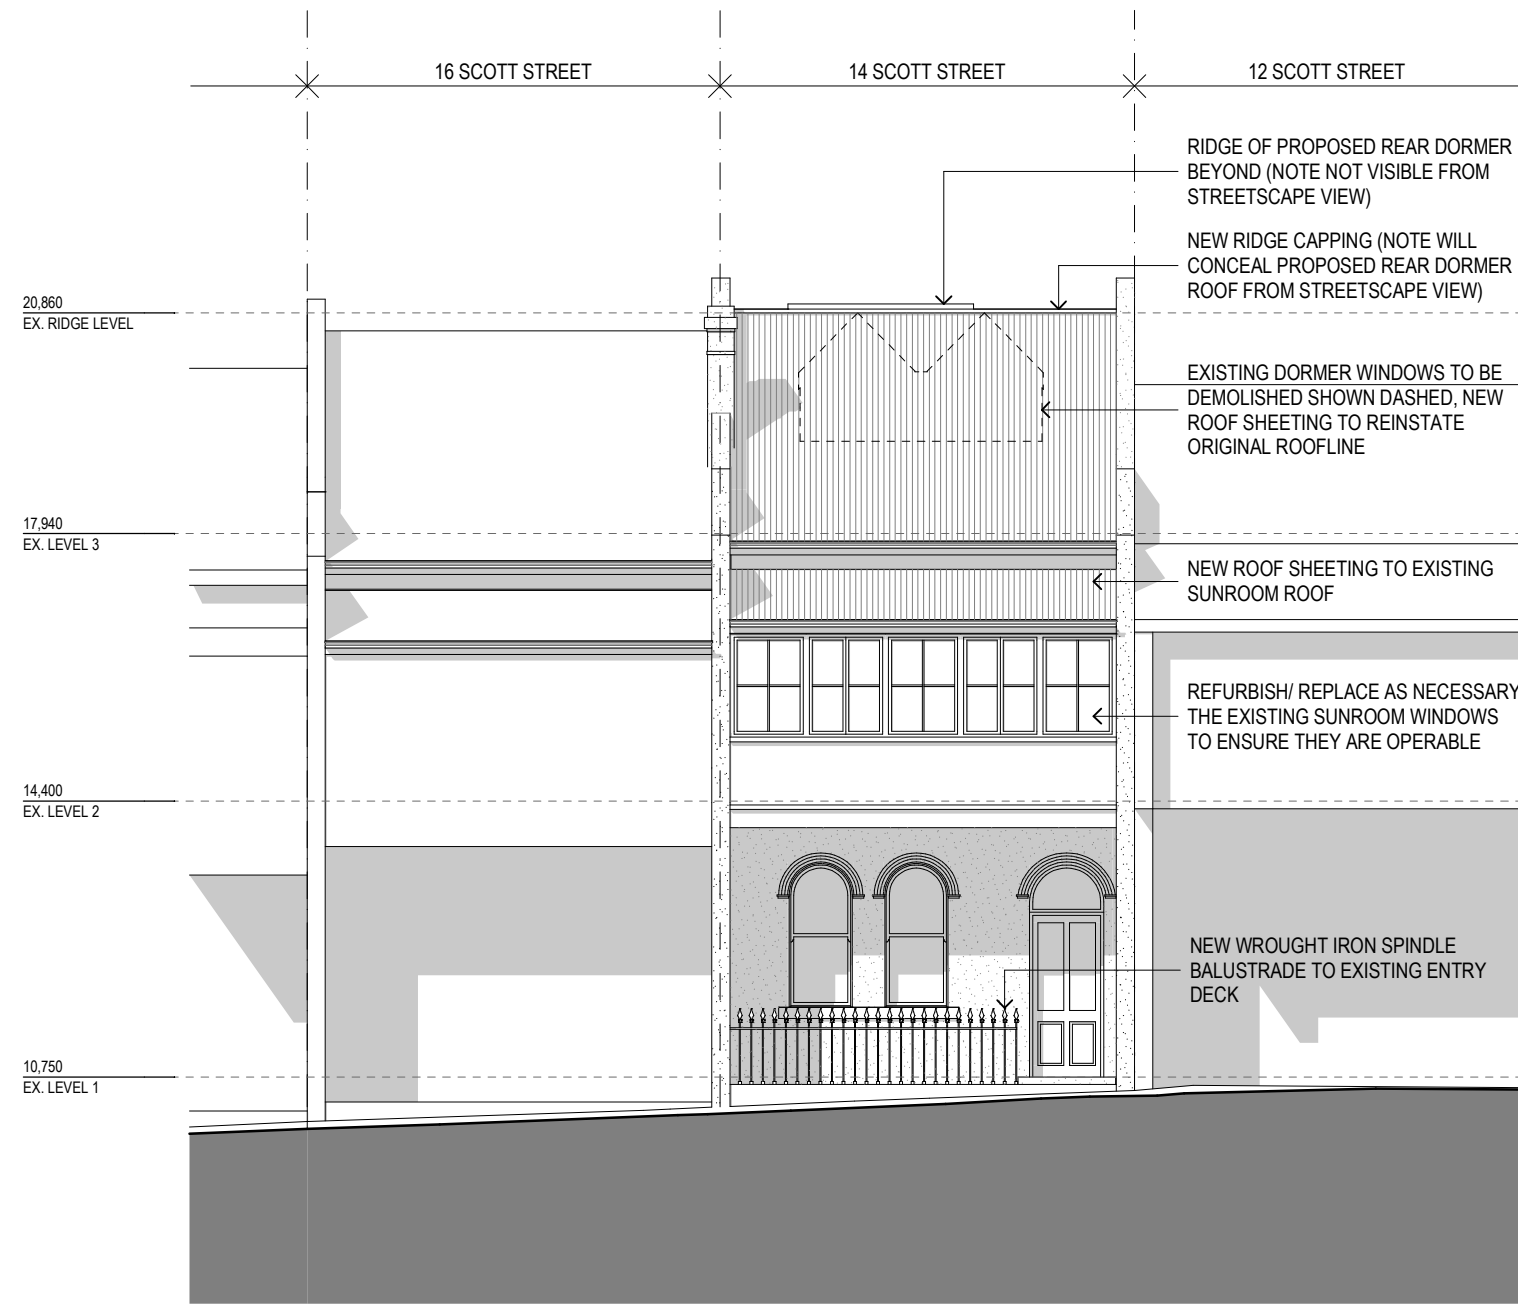 16 SCOTT STREET
14 SCOTT STREET
12 SCOTT STREET
RIDGE OF PROPOSED REAR DORMER
BEYOND (NOTE NOT VISIBLE FROM
STREETSCAPE VIEW)
NEW RIDGE CAPPING (NOTE WILL
CONCEAL PROPOSED REAR DORMER
ROOF FROM STREETSCAPE VIEW)
20,860
EX. RIDGE LEVEL
EXISTING DORMER WINDOWS TO BE
DEMOLISHED SHOWN DASHED, NEW
ROOF SHEETING TO REINSTATE
ORIGINAL ROOFLINE
17,940
EX. LEVEL 3
NEW ROOF SHEETING TO EXISTING
SUNROOM ROOF
REFURBISH/ REPLACE AS NECESSARY
THE EXISTING SUNROOM WINDOWS
TO ENSURE THEY ARE OPERABLE
14,400
EX. LEVEL 2
NEW WROUGHT IRON SPINDLE
BALUSTRADE TO EXISTING ENTRY
DECK
10,750
EX. LEVEL 1